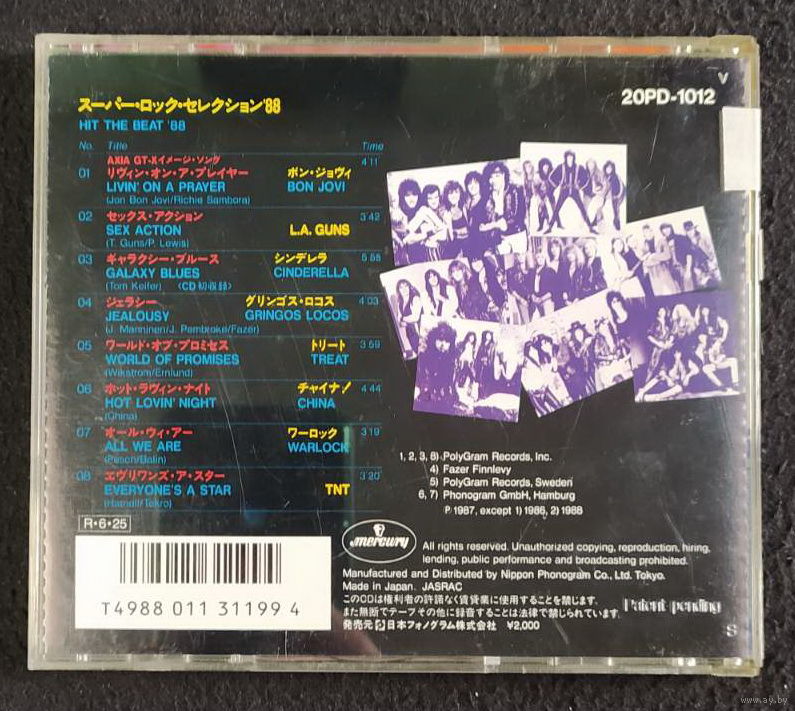 スーパー・ロック・セレクション'88
20PD-1012
V
HIT THE BEAT '88
No. Title Time
AXIA GT-Xイメージ・ソング 4'11
01 リヴィン・オン・ア・プレイヤー ボン・ジョヴィ
LIVIN' ON A PRAYER BON JOVI
(Jon Bon Jovi/Richie Sambora)
02 セックス・アクション 3'42
SEX ACTION L.A. GUNS
(T. Guns/P. Lewis)
03 ギャラクシー・ブルース シンデレラ 5'58
GALAXY BLUES CINDERELLA
(Tom Keifer) 〈CD初収録〉
04 ジェラシー グリンゴス・ロコス 4'03
JEALOUSY GRINGOS LOCOS
(J. Manninen/J. Pembroke/Fazer)
05 ワールド・オブ・プロミセス トリート 3'59
WORLD OF PROMISES TREAT
(Wikstrom/Ernlund)
06 ホット・ラヴィン・ナイト チャイナ! 4'44
HOT LOVIN' NIGHT CHINA
(China)
07 オール・ウィ・アー ワーロック 3'19
ALL WE ARE WARLOCK
(Pesch/Balin)
08 エヴリワンズ・ア・スター 3'20
EVERYONE'S A STAR TNT
(Harnell/Tekro)
1, 2, 3, 8) PolyGram Records, Inc.
4) Fazer Finnlevy
5) PolyGram Records, Sweden
6, 7) Phonogram GmbH, Hamburg
℗ 1987, except 1) 1986, 2) 1988
R・6・25
T4988 011 31199 4
mercury
All rights reserved. Unauthorized copying, reproduction, hiring,
lending, public performance and broadcasting prohibited.
Manufactured and Distributed by Nippon Phonogram Co., Ltd. Tokyo.
Made in Japan. JASRAC
このCDは権利者の許諾なく賃貸業に使用することを禁じます。
また無断でテープその他に録音することは法律で禁じられています。
発売元 日本フォノグラム株式会社 ¥2,000
Patent pending
S
www.ay.by